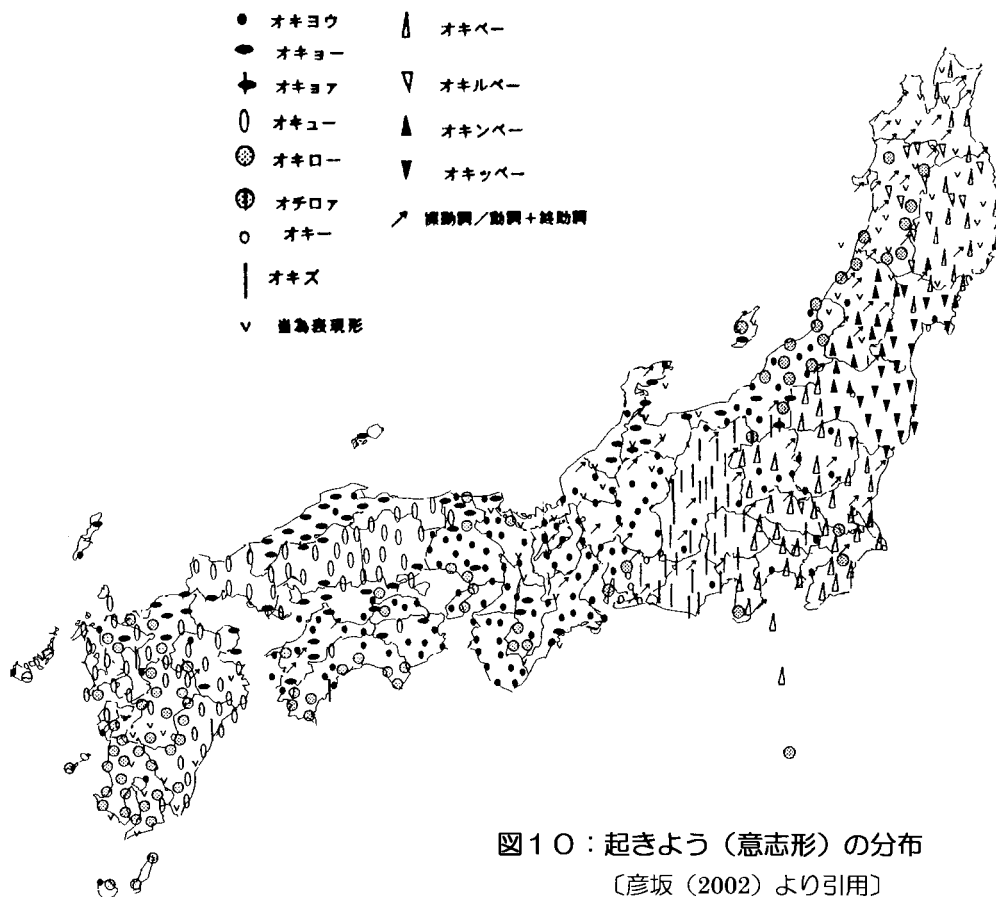 オキヨウ
オキョー
オキョァ
オキュー
オキロー
オチロァ
オキー
オキズ
当為表現形
オキベー
オキルベー
オキンベー
オキッベー
裸動詞／動詞+終助詞
図１０：起きよう（意志形）の分布
〔彦坂（2002）より引用〕